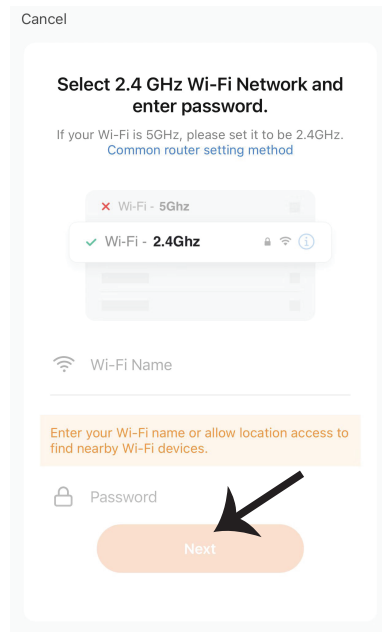 Cancel
Select 2.4 GHz Wi-Fi Network and
enter password.
If your Wi-Fi is 5GHz, please set it to be 2.4GHz.
Common router setting method
Wi-Fi - 5Ghz
Wi-Fi - 2.4Ghz
Wi-Fi Name
Enter your Wi-Fi name or allow location access to
find nearby Wi-Fi devices.
Password
Next